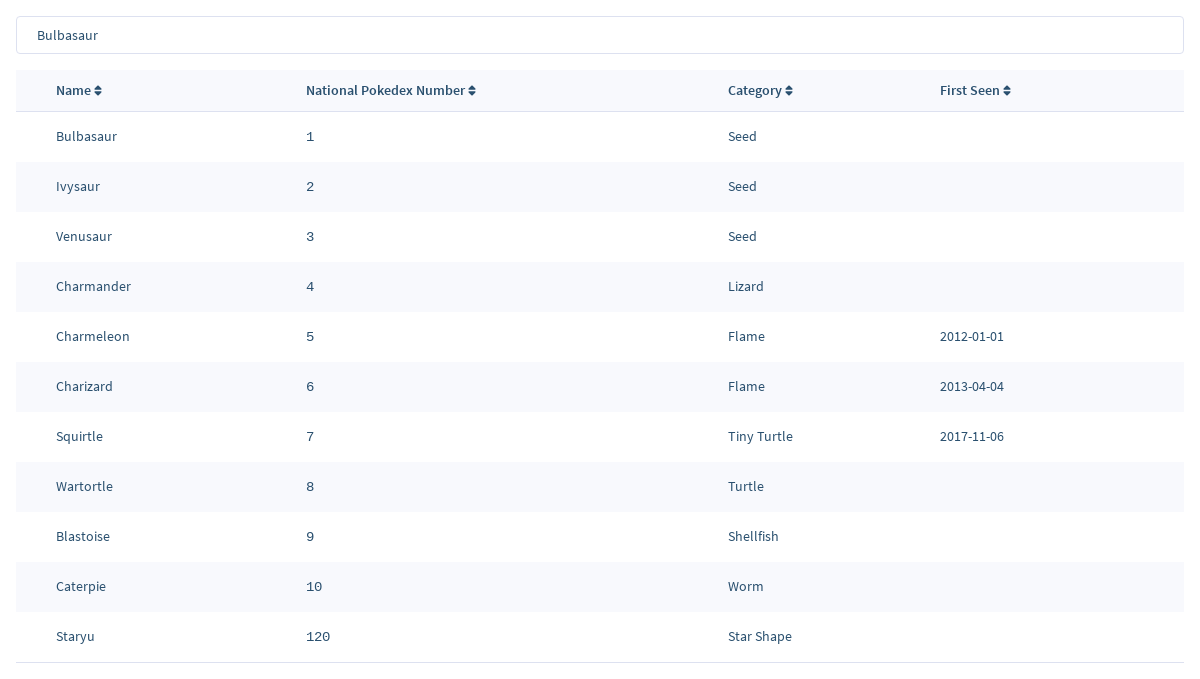 Bulbasaur
Name National Pokedex Number Category First Seen
Bulbasaur 1 Seed
Ivysaur 2 Seed
Venusaur 3 Seed
Charmander 4 Lizard
Charmeleon 5 Flame 2012-01-01
Charizard 6 Flame 2013-04-04
Squirtle 7 Tiny Turtle 2017-11-06
Wartortle 8 Turtle
Blastoise 9 Shellfish
Caterpie 10 Worm
Staryu 120 Star Shape